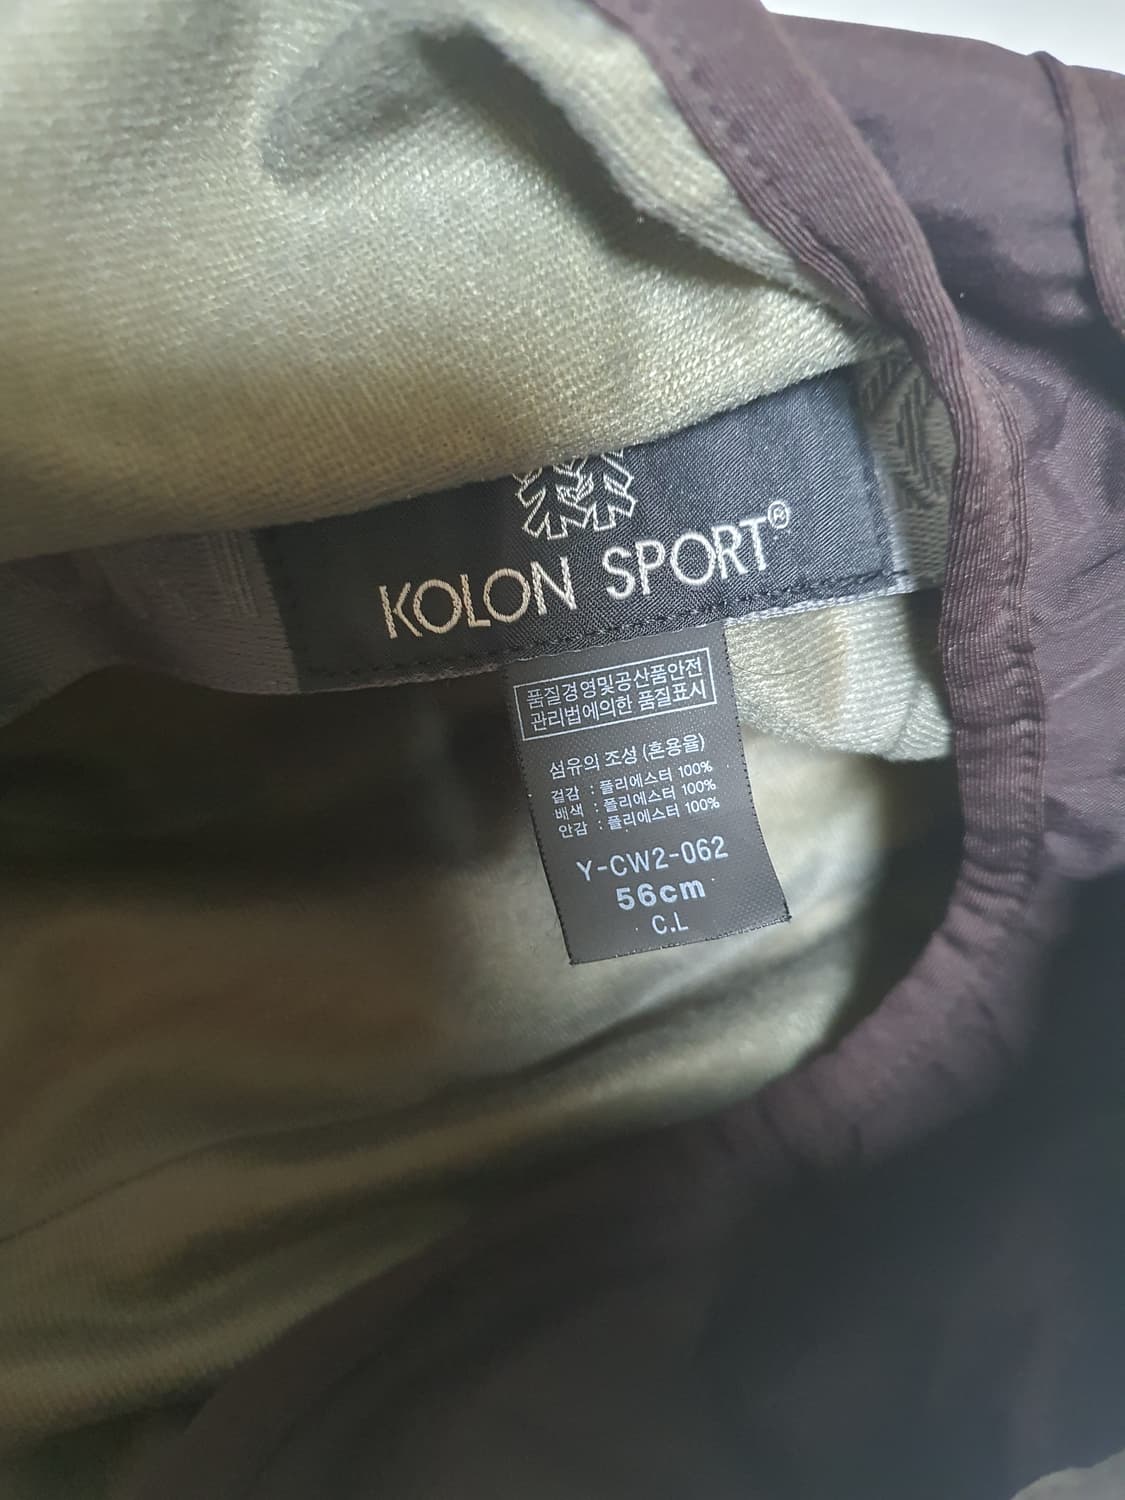 KOLON SPORT®
품질경영및공산품안전
관리법에의한 품질표시
섬유의 조성 (혼용율)
겉감 : 폴리에스터 100%
배색 : 폴리에스터 100%
안감 : 폴리에스터 100%
Y-CW2-062
56cm
C.L